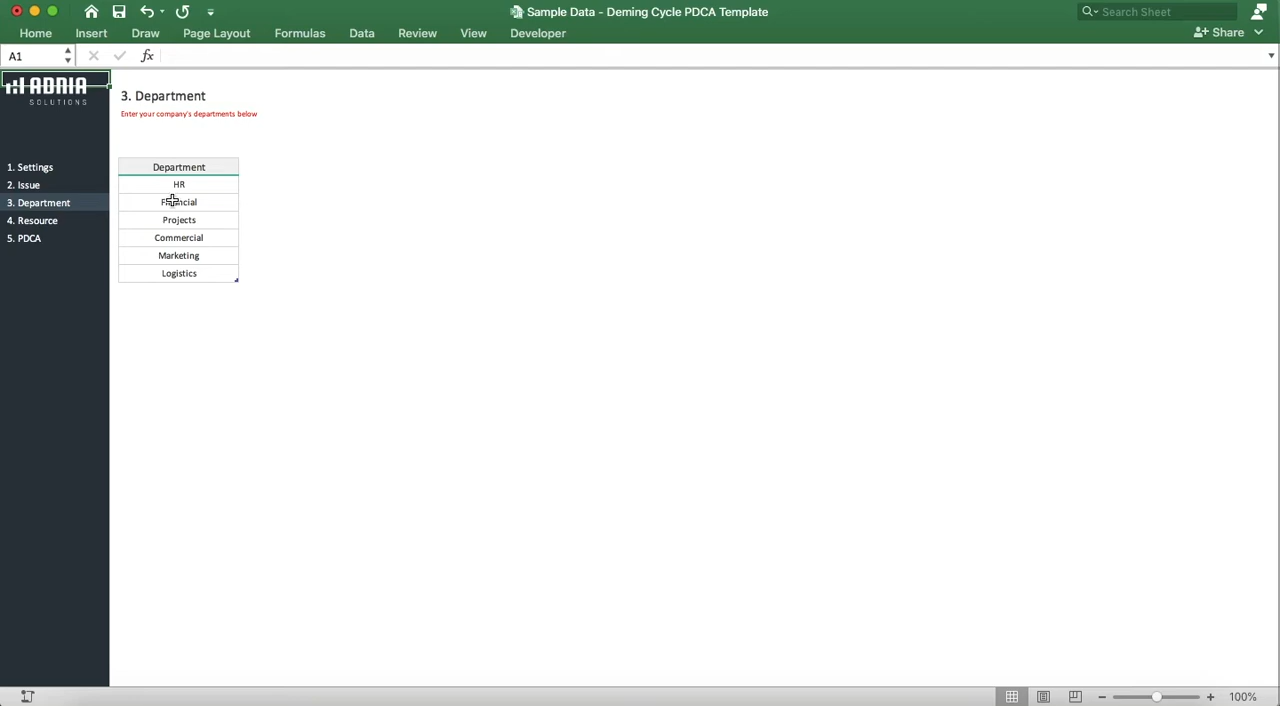 Sample Data - Deming Cycle PDCA Template
Search Sheet
Home Insert Draw Page Layout Formulas Data Review View Developer
Share
A1
fx
ADNIA
SOLUTIONS
3. Department
Enter your company's departments below
1. Settings
2. Issue
3. Department
4. Resource
5. PDCA
Department
HR
Financial
Projects
Commercial
Marketing
Logistics
100%